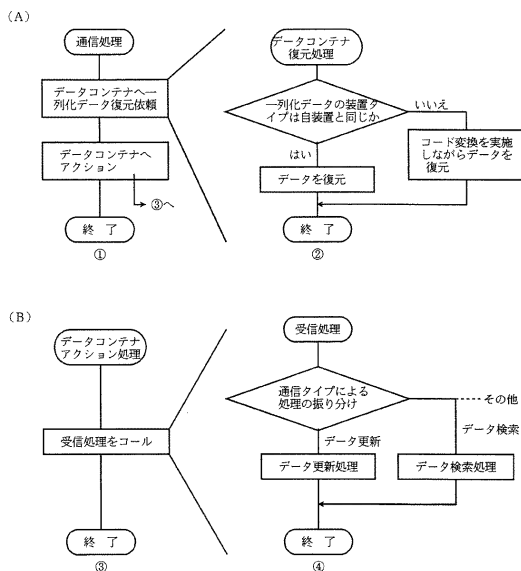 (A)
通信処理
データコンテナへ一
列化データ復元依頼
データコンテナへ
アクション
③へ
終 了
①
データコンテナ
復元処理
一列化データの装置タ
イプは自装置と同じか
いいえ
はい
コード変換を実施
しながらデータを
復元
データを復元
終 了
②
(B)
データコンテナ
アクション処理
受信処理をコール
終 了
③
受信処理
通信タイプによる
処理の振り分け
その他
データ検索
データ更新
データ更新処理
データ検索処理
終 了
④